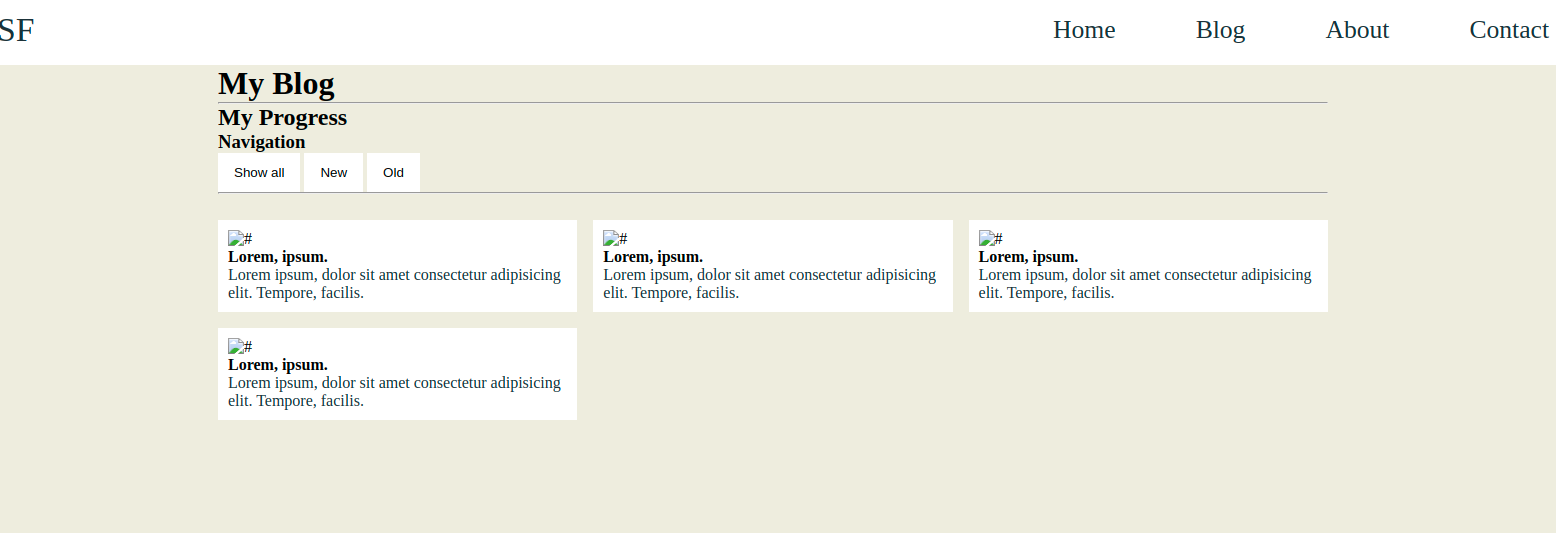 SF Home Blog About Contact
My Blog
My Progress
Navigation
Show all New Old
# # #
Lorem, ipsum. Lorem, ipsum. Lorem, ipsum.
Lorem ipsum, dolor sit amet consectetur adipisicing Lorem ipsum, dolor sit amet consectetur adipisicing Lorem ipsum, dolor sit amet consectetur adipisicing
elit. Tempore, facilis. elit. Tempore, facilis. elit. Tempore, facilis.
#
Lorem, ipsum.
Lorem ipsum, dolor sit amet consectetur adipisicing
elit. Tempore, facilis.